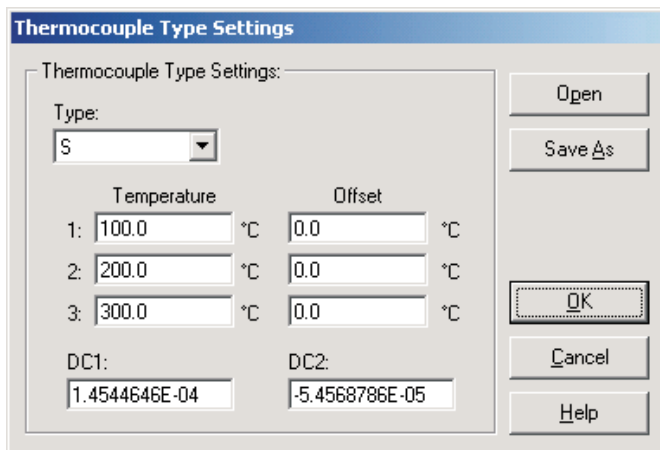 Thermocouple Type Settings
Thermocouple Type Settings:
Type:
S
Temperature Offset
1: 100.0 °C 0.0 °C
2: 200.0 °C 0.0 °C
3: 300.0 °C 0.0 °C
DC1: DC2:
1.4544646E-04 -5.4568786E-05
Open
Save As
OK
Cancel
Help